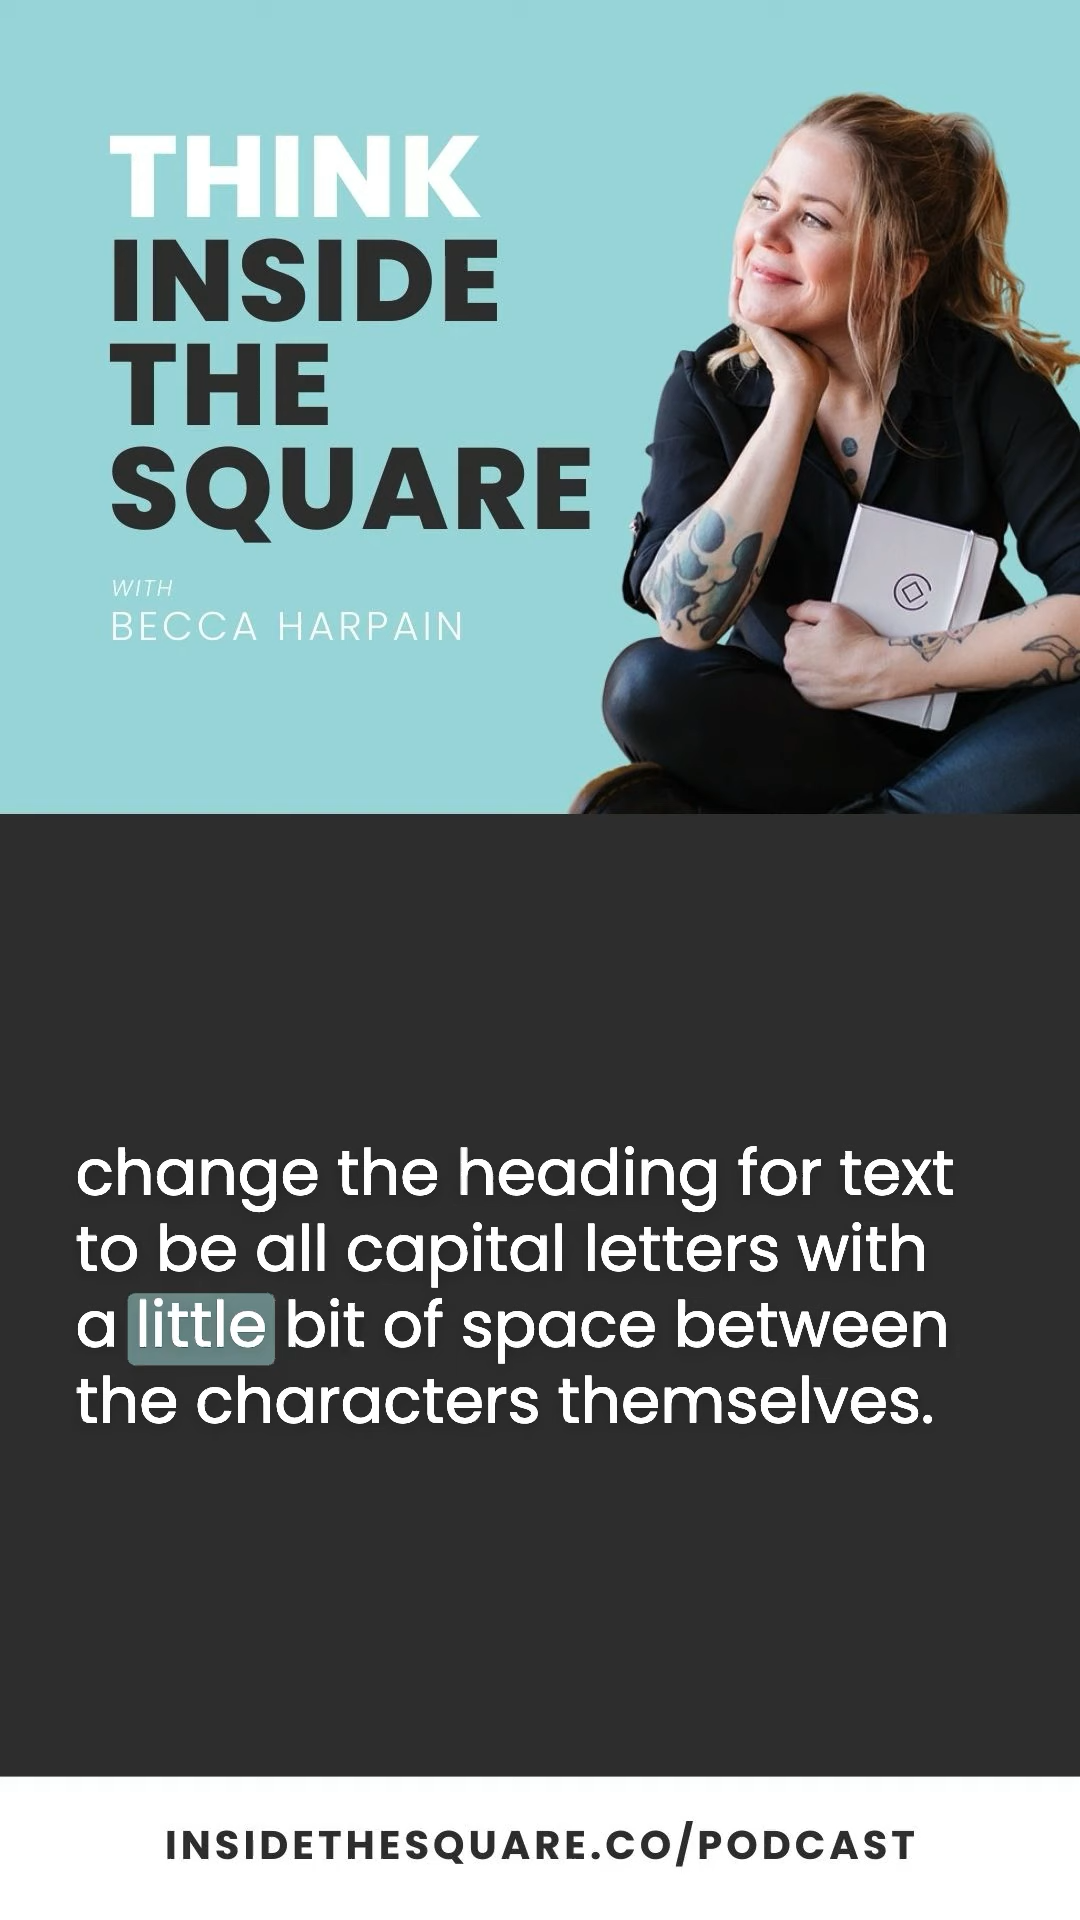 THINK
INSIDE
THE
SQUARE
WITH
BECCA HARPAIN
change the heading for text
to be all capital letters with
a little bit of space between
the characters themselves.
INSIDETHESQUARE.CO/PODCAST